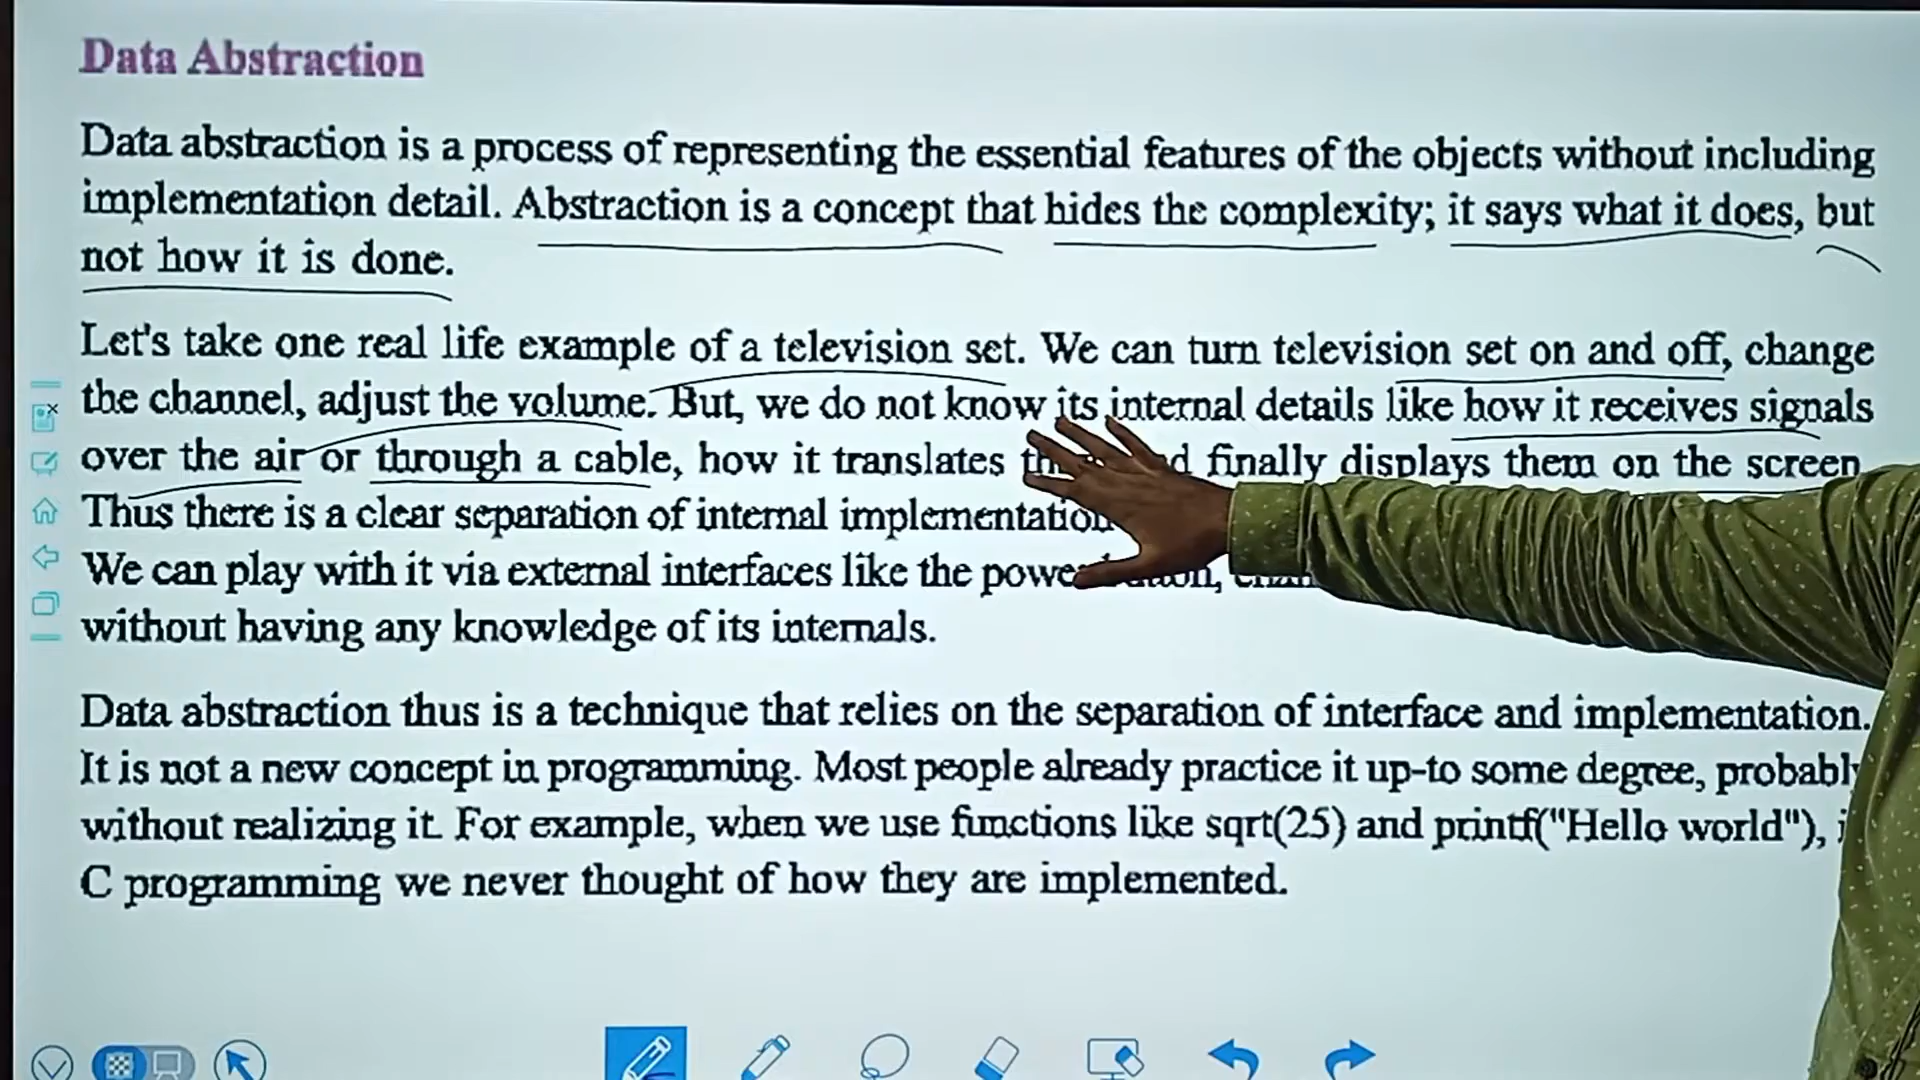 Data Abstraction
Data abstraction is a process of representing the essential features of the objects without including
implementation detail. Abstraction is a concept that hides the complexity; it says what it does, but
not how it is done.
Let's take one real life example of a television set. We can turn television set on and off, change
the channel, adjust the volume. But, we do not know its internal details like how it receives signals
over the air or through a cable, how it translates finally displays them on the screen
Thus there is a clear separation of internal implementation
We can play with it via external interfaces like the power button,
without having any knowledge of its internals.
Data abstraction thus is a technique that relies on the separation of interface and implementation.
It is not a new concept in programming. Most people already practice it up-to some degree, probabl
without realizing it. For example, when we use functions like sqrt(25) and printf("Hello world"), i
C programming we never thought of how they are implemented.